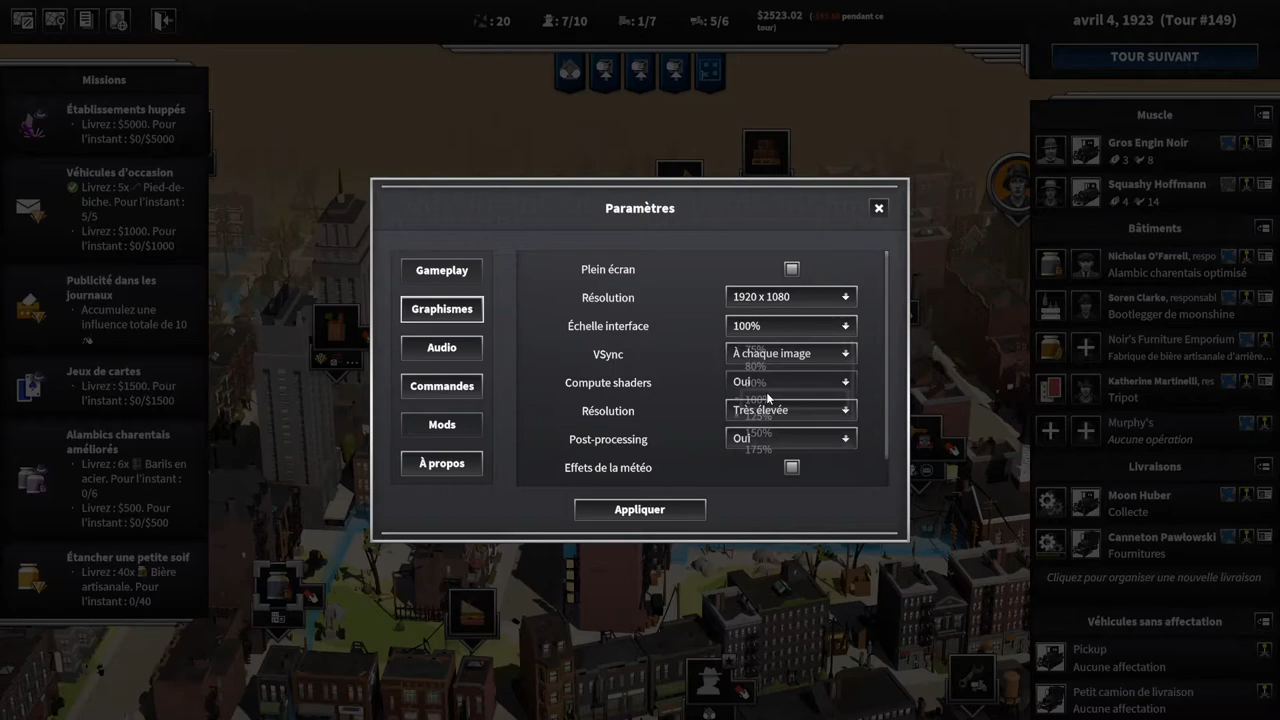 : 20
: 7/10
: 1/7
: 5/6
$2523.02
pendant ce
tour)
avril 4, 1923 (Tour #149)
TOUR SUIVANT
Missions
Établissements huppés
· Livrez : $5000. Pour
l'instant : $0/$5000
Véhicules d'occasion
Livrez : 5x Pied-de-
biche. Pour l'instant :
5/5
· Livrez : $1000. Pour
l'instant : $0/$1000
Publicité dans les
journaux
· Accumulez une
influence totale de 10
Jeux de cartes
· Livrez : $1500. Pour
l'instant : $0/$1500
Alambics charentais
améliorés
· Livrez : 6x Barils en
acier. Pour l'instant :
0/6
· Livrez : $500. Pour
l'instant : $0/$500
Étancher une petite soif
· Livrez : 40x Bière
artisanale. Pour
l'instant : 0/40
Paramètres
Gameplay
Graphismes
Audio
Commandes
Mods
À propos
Plein écran
Résolution
1920 x 1080
Échelle interface
100%
VSync
À chaque image
75%
80%
Compute shaders
Oui
90%
100%
Résolution
Très élevée
125%
Post-processing
Oui
150%
175%
Effets de la météo
Appliquer
Muscle
Gros Engin Noir
3 8
Squashy Hoffmann
4 14
Bâtiments
Nicholas O'Farrell, respo
Alambic charentais optimisé
Soren Clarke, responsabl
Bootlegger de moonshine
Noir's Furniture Emporium
Fabrique de bière artisanale d'arrière...
Katherine Martinelli, res
Tripot
Murphy's
Aucune opération
Livraisons
Moon Huber
Collecte
Canneton Pawłowski
Fournitures
Cliquez pour organiser une nouvelle livraison
Véhicules sans affectation
Pickup
Aucune affectation
Petit camion de livraison
Aucune affectation